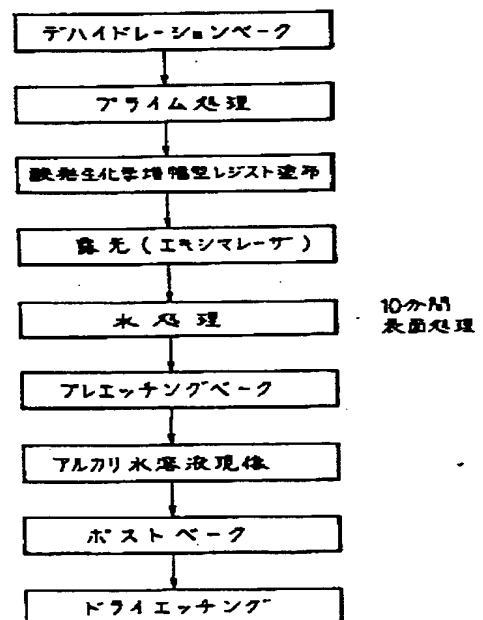 デハイドレーションベーク
プライム処理
酸発生化学増幅型レジスト塗布
露光(エキシマレーザ)
水処理
10分間
表面処理
プレエッチングベーク
アルカリ水溶液現像
ポストベーク
ドライエッチング